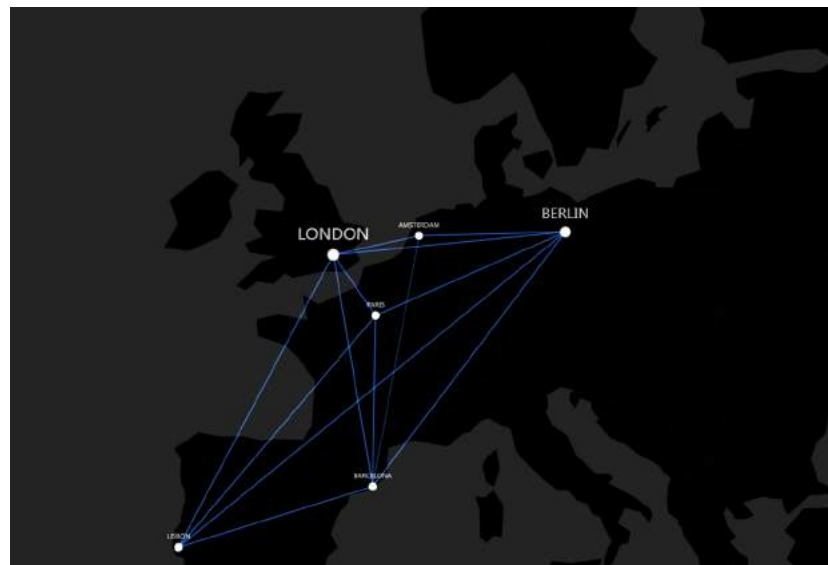 BERLIN
AMSTERDAM
LONDON
PARIS
BARCELONA
LISBON